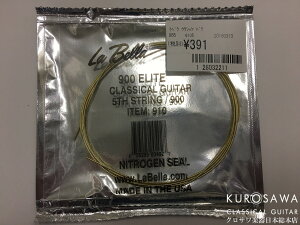 La Bella
900 ELITE
CLASSICAL GUITAR
5TH STRING / 900
ITEM: 910
¥391
NITROGEN SEAL
www.LaBella.com
MADE IN THE USA
KUROSAWA
CLASSICAL GUITAR
クロサワ楽器日本総本店